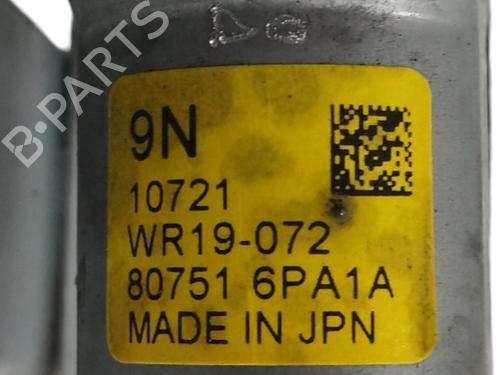 B-PARTS
9N
10721
WR19-072
80751 6PA1A
MADE IN JPN